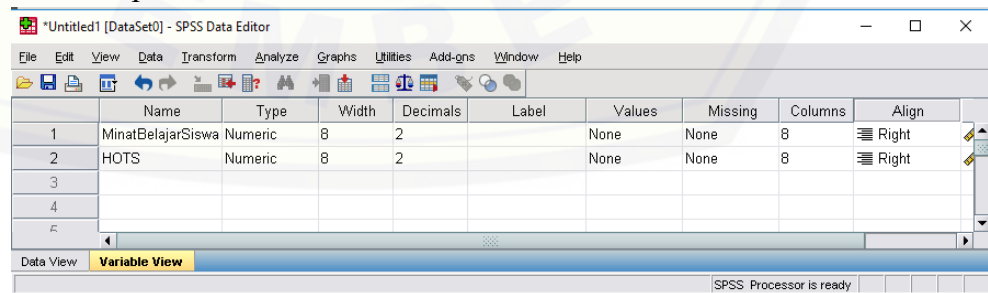 *Untitled1 [DataSet0] - SPSS Data Editor
File Edit View Data Transform Analyze Graphs Utilities Add-ons Window Help
Name Type Width Decimals Label Values Missing Columns Align
1 MinatBelajarSiswa Numeric 8 2 None None 8 Right
2 HOTS Numeric 8 2 None None 8 Right
3
4
5
Data View Variable View
SPSS Processor is ready